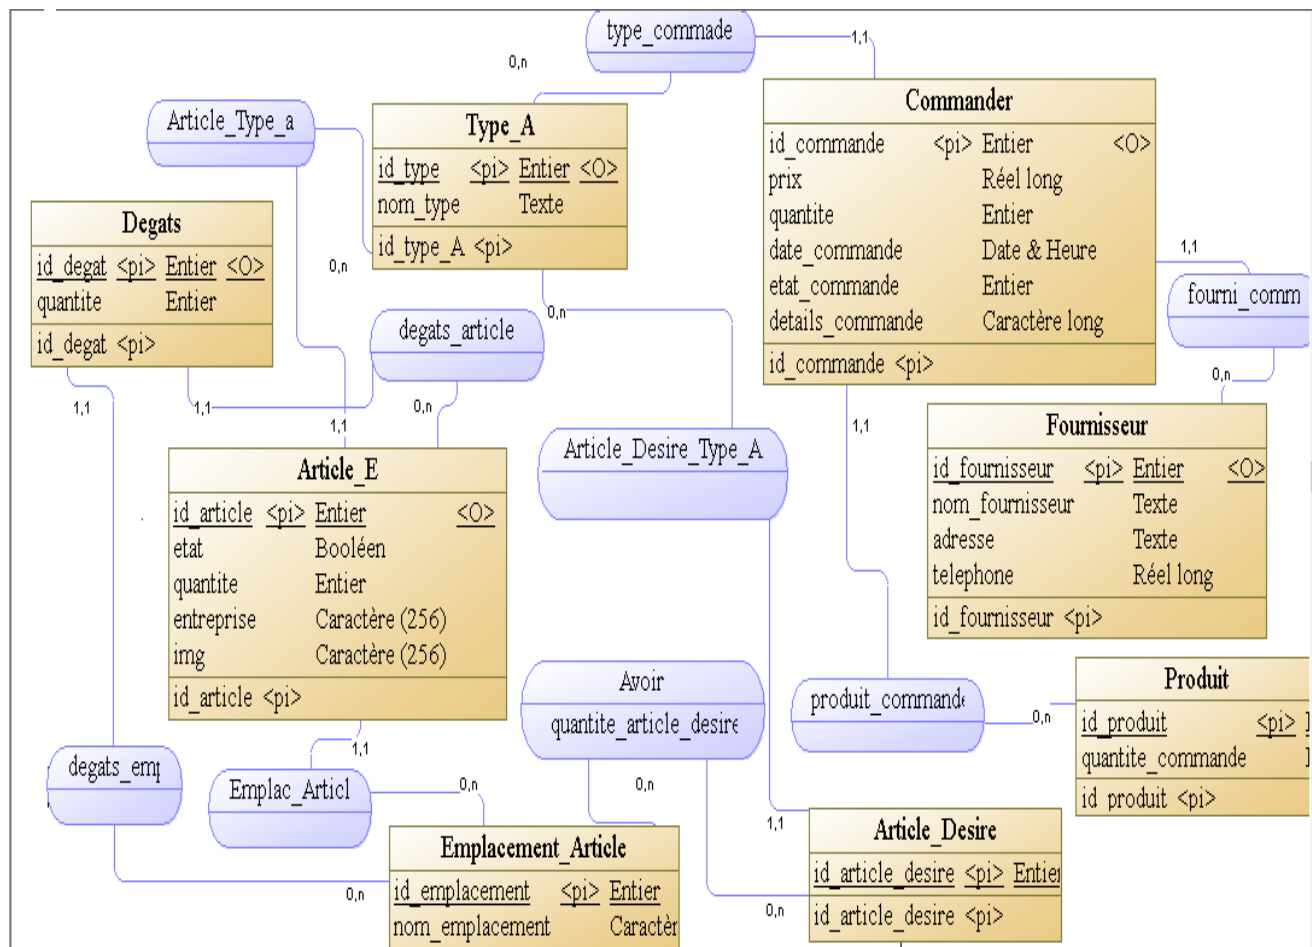 type_commade
1,1
0,n
Article_Type_a
0,n
Type_A
id_type <pi> Entier <O>
nom_type Texte
id_type_A <pi>
Commander
id_commande <pi> Entier <O>
prix Réel long
quantite Entier
date_commande Date & Heure
etat_commande Entier
details_commande Caractère long
id_commande <pi>
Degats
id_degat <pi> Entier <O>
quantite Entier
id_degat <pi>
1,1
fourni_comm
0,n
0,n
degats_article
1,1
1,1
0,n
1,1
1,1
Article_E
id_article <pi> Entier <O>
etat Booléen
quantite Entier
entreprise Caractère (256)
img Caractère (256)
id_article <pi>
Article_Desire_Type_A
Fournisseur
id_fournisseur <pi> Entier <O>
nom_fournisseur Texte
adresse Texte
telephone Réel long
id_fournisseur <pi>
Avoir
quantite_article_desire
produit_commande
0,n
Produit
id_produit <pi>
quantite_commande
id_produit <pi>
1,1
degats_emp
Emplac_Articl
0,n
0,n
0,n
1,1
Emplacement_Article
id_emplacement <pi> Entier
nom_emplacement Caractèr
0,n
0,n
Article_Desire
id_article_desire <pi> Entier
id_article_desire <pi>